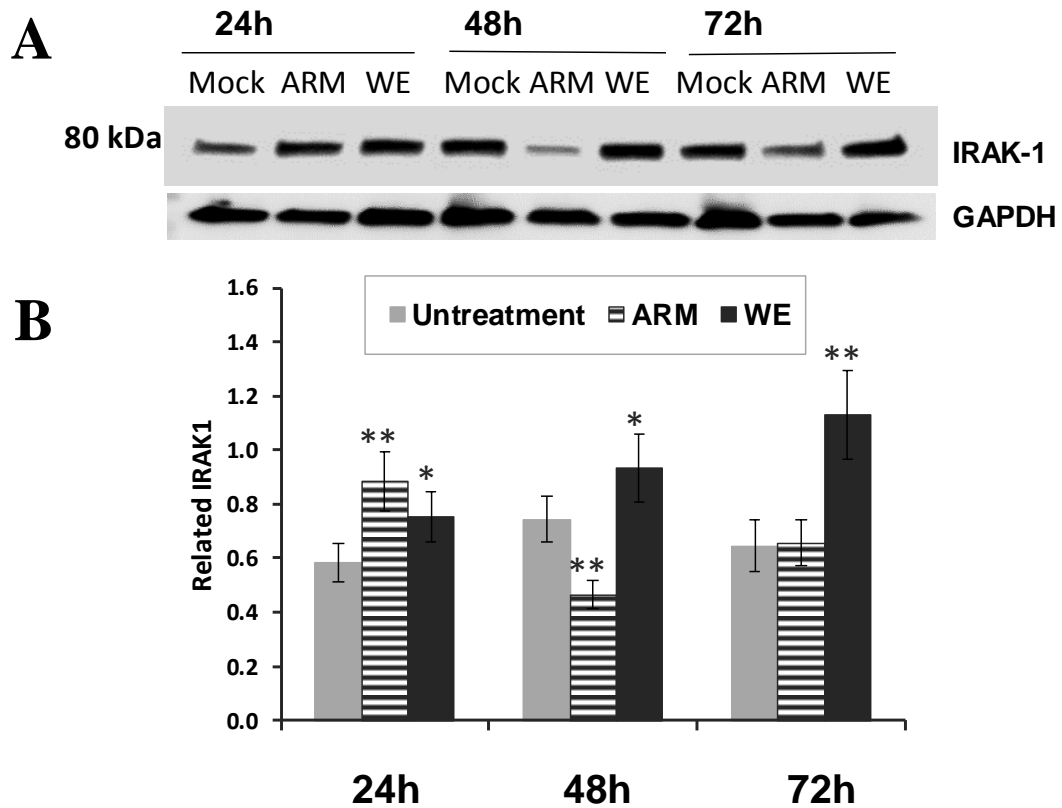 A
24h 48h 72h
Mock ARM WE Mock ARM WE Mock ARM WE
80 kDa
IRAK-1
GAPDH
B
Untreatment ARM WE
Related IRAK1
1.6
1.4
1.2
1.0
0.8
0.6
0.4
0.2
0.0
** *
** *
**
24h 48h 72h